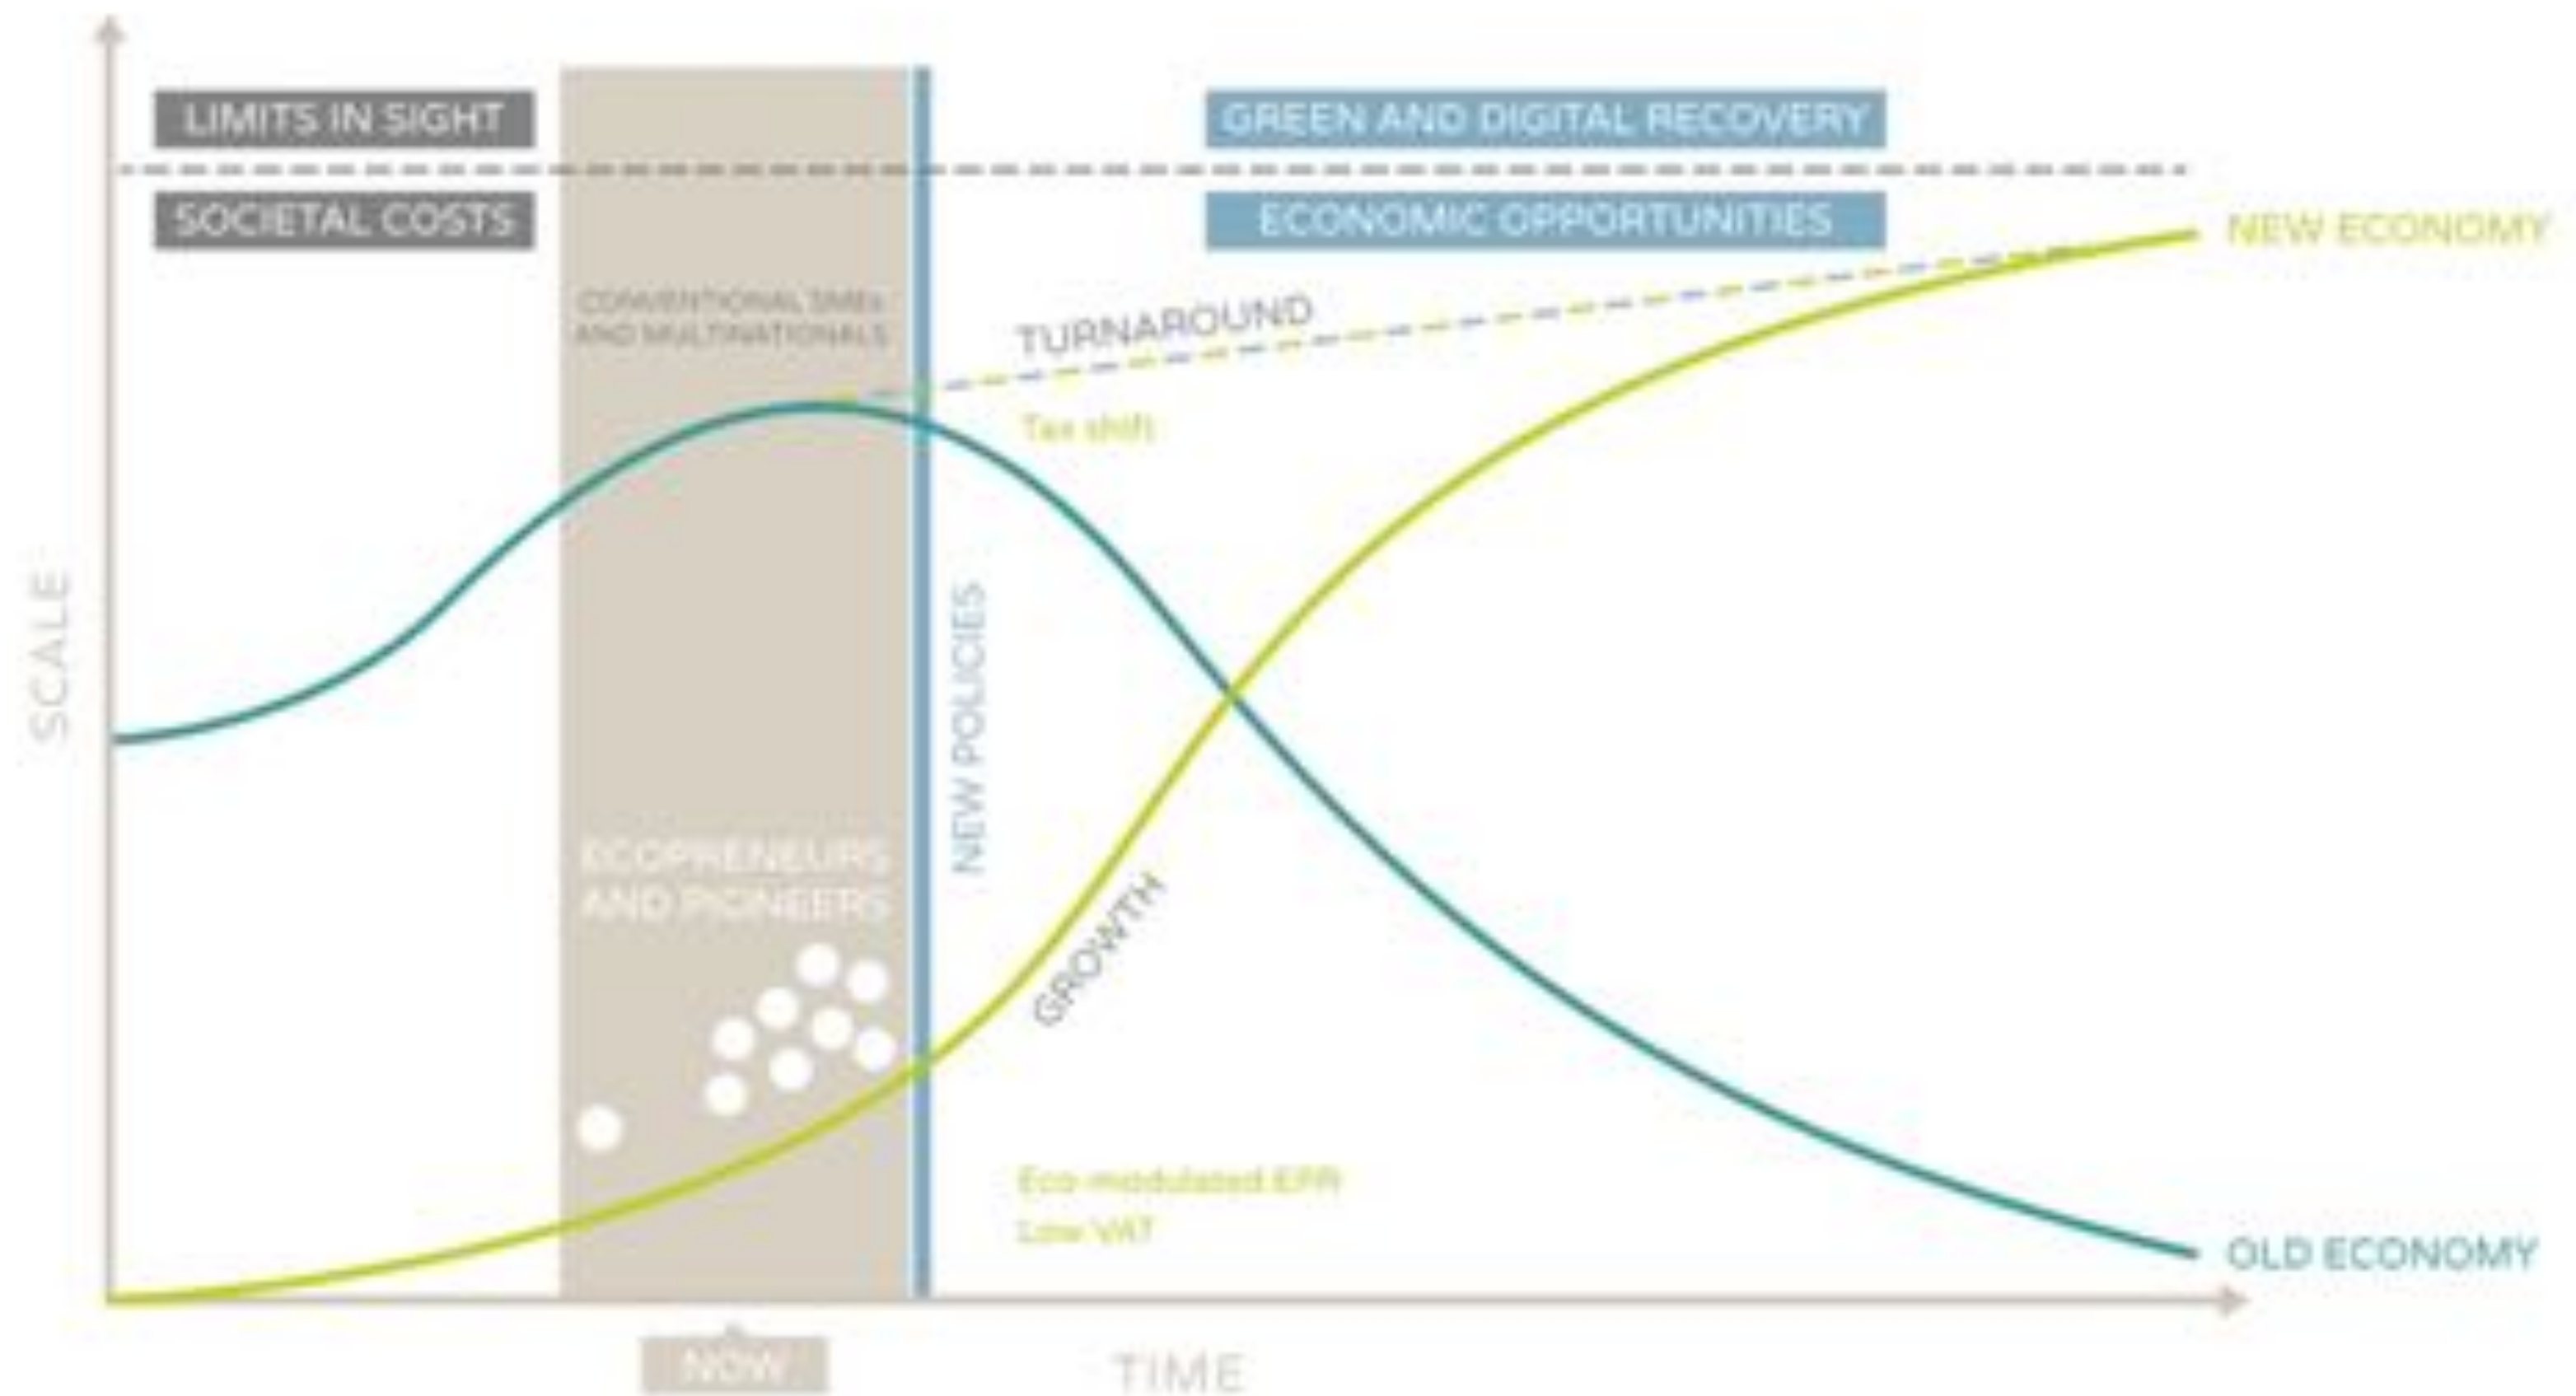 LIMITS IN SIGHT
GREEN AND DIGITAL RECOVERY
SOCIETAL COSTS
ECONOMIC OPPORTUNITIES
NEW ECONOMY
CONVENTIONAL SMEs
AND MULTINATIONALS
TURNAROUND
Tax shift
SCALE
NEW POLICIES
ECOPRENEURS
AND PIONEERS
GROWTH
Eco-modulated EPR
Low VAT
OLD ECONOMY
NOW
TIME